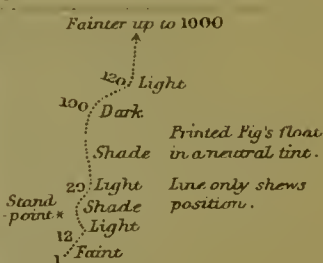 Fainter up to 1000
120 Light
100 Dark
Shade
Printed Fig's float
in a neutral tint.
20 Light
Line only shews
position.
Stand
point*
Shade
12 Light
1 Faint